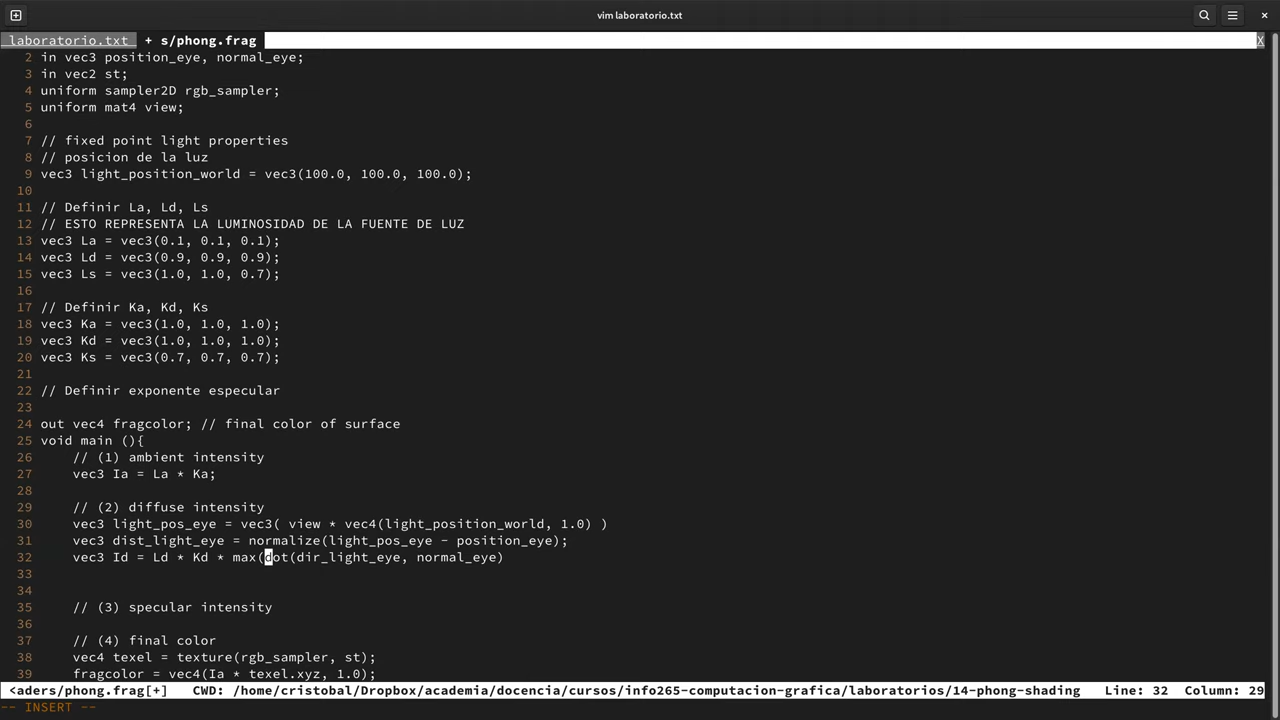 vim laboratorio.txt
laboratorio.txt + s/phong.frag X
2 in vec3 position_eye, normal_eye;
3 in vec2 st;
4 uniform sampler2D rgb_sampler;
5 uniform mat4 view;
6
7 // fixed point light properties
8 // posicion de la luz
9 vec3 light_position_world = vec3(100.0, 100.0, 100.0);
10
11 // Definir La, Ld, Ls
12 // ESTO REPRESENTA LA LUMINOSIDAD DE LA FUENTE DE LUZ
13 vec3 La = vec3(0.1, 0.1, 0.1);
14 vec3 Ld = vec3(0.9, 0.9, 0.9);
15 vec3 Ls = vec3(1.0, 1.0, 0.7);
16
17 // Definir Ka, Kd, Ks
18 vec3 Ka = vec3(1.0, 1.0, 1.0);
19 vec3 Kd = vec3(1.0, 1.0, 1.0);
20 vec3 Ks = vec3(0.7, 0.7, 0.7);
21
22 // Definir exponente especular
23
24 out vec4 fragcolor; // final color of surface
25 void main (){
26 // (1) ambient intensity
27 vec3 Ia = La * Ka;
28
29 // (2) diffuse intensity
30 vec3 light_pos_eye = vec3( view * vec4(light_position_world, 1.0) )
31 vec3 dist_light_eye = normalize(light_pos_eye - position_eye);
32 vec3 Id = Ld * Kd * max(dot(dir_light_eye, normal_eye)
33
34
35 // (3) specular intensity
36
37 // (4) final color
38 vec4 texel = texture(rgb_sampler, st);
39 fragcolor = vec4(Ia * texel.xyz, 1.0);
<aders/phong.frag[+] CWD: /home/cristobal/Dropbox/academia/docencia/cursos/info265-computacion-grafica/laboratorios/14-phong-shading Line: 32 Column: 29
-- INSERT --